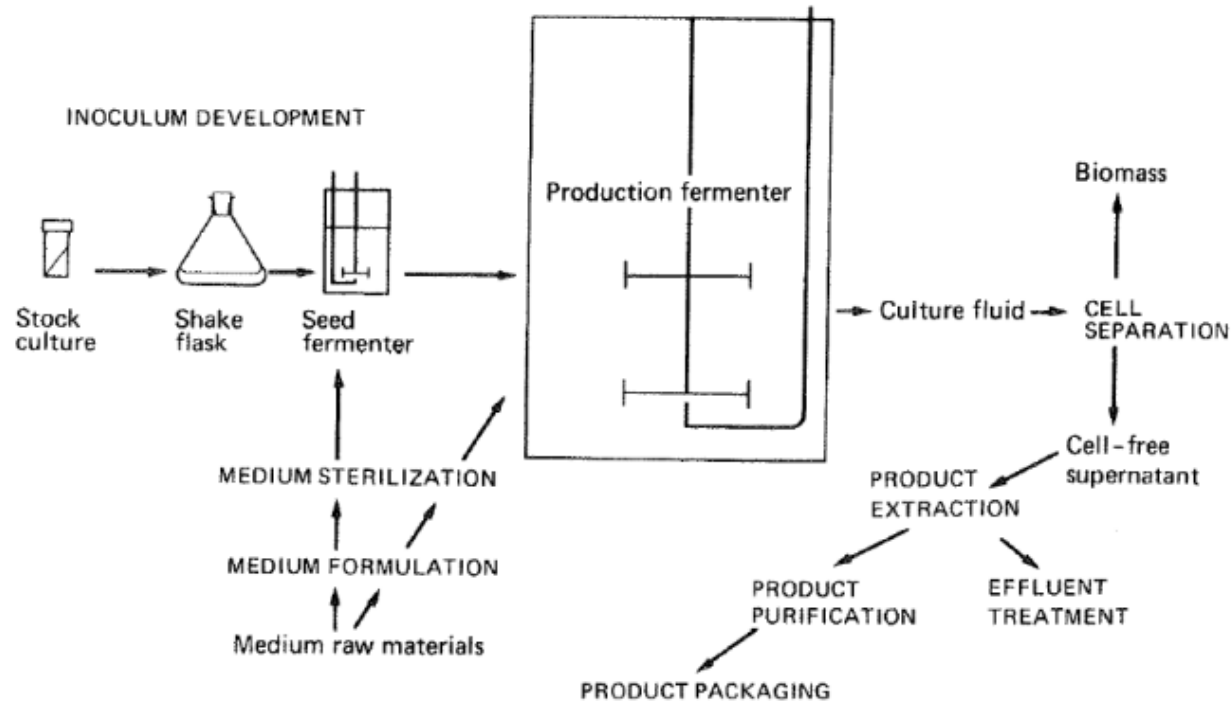 INOCULUM DEVELOPMENT
Stock
culture
Shake
flask
Seed
fermenter
Production fermenter
MEDIUM STERILIZATION
MEDIUM FORMULATION
Medium raw materials
Culture fluid
Biomass
CELL
SEPARATION
Cell-free
supernatant
PRODUCT
EXTRACTION
PRODUCT
PURIFICATION
EFFLUENT
TREATMENT
PRODUCT PACKAGING